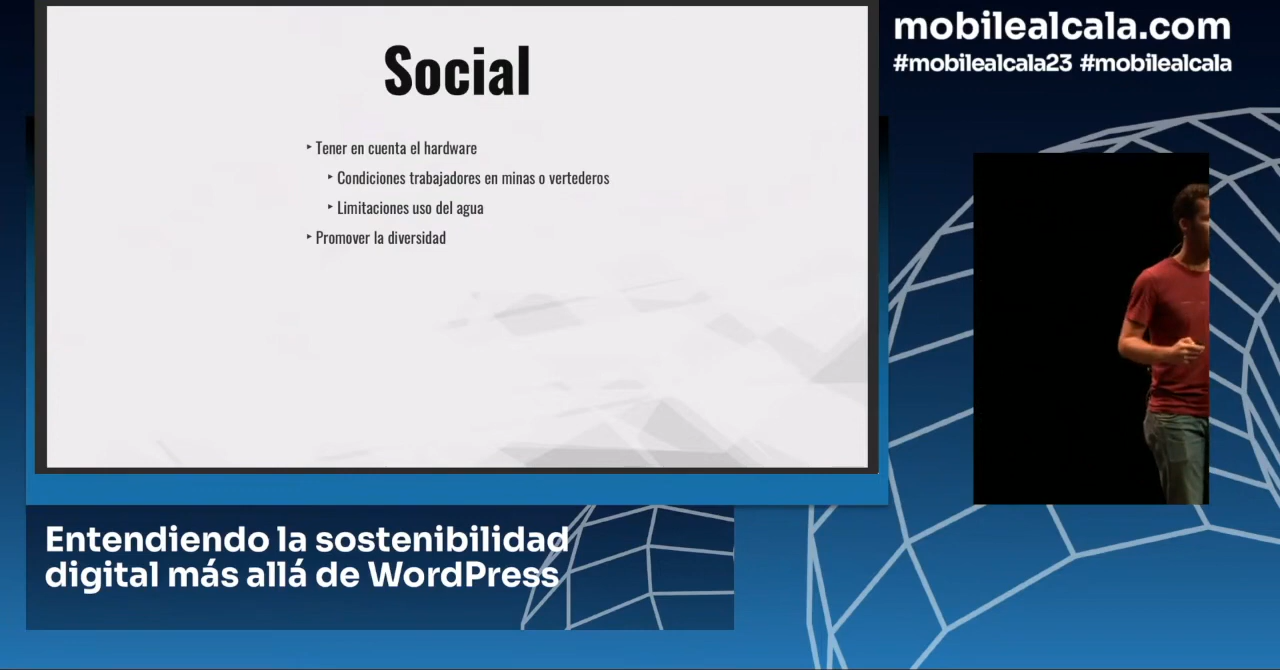 Social
‣ Tener en cuenta el hardware
‣ Condiciones trabajadores en minas o vertederos
‣ Limitaciones uso del agua
‣ Promover la diversidad
mobilealcala.com
#mobilealcala23 #mobilealcala
Entendiendo la sostenibilidad
digital más allá de WordPress